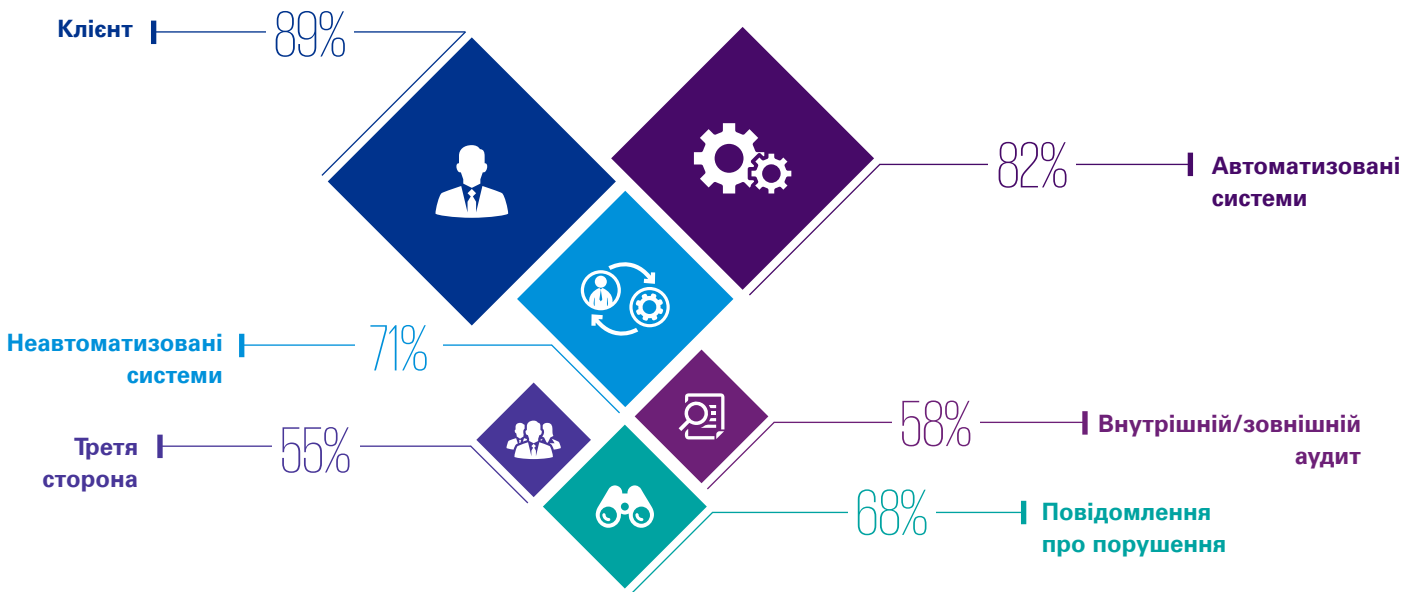 Клієнт
89%
82%
Автоматизовані
системи
Неавтоматизовані
системи
71%
Третя
сторона
55%
58%
Внутрішній/зовнішній
аудит
68%
Повідомлення
про порушення